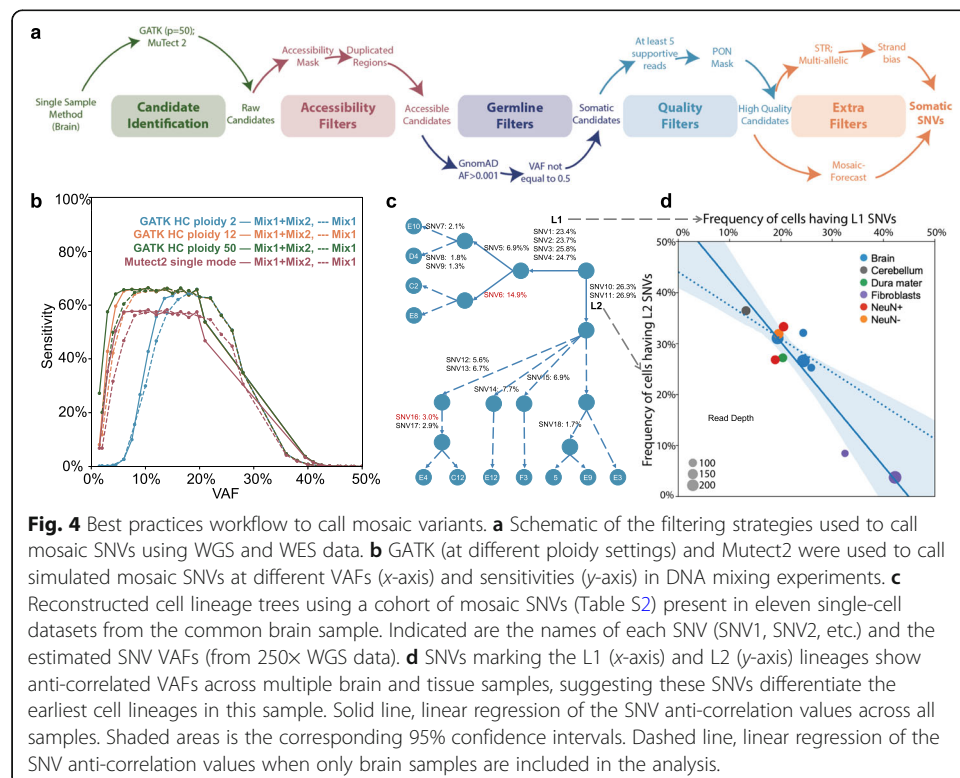 a
GATK (p=50);
MuTect 2
Single Sample
Method
(Brain)
Candidate
Identification
Raw
Candidates
Accessibility
Mask
Duplicated
Regions
Accessibility
Filters
Accessible
Candidates
Germline
Filters
GnomAD
AF>0.001
VAF not
equal to 0.5
Somatic
Candidates
At least 5
supportive
reads
PON
Mask
Quality
Filters
High Quality
Candidates
STR;
Multi-allelic
Strand
bias
Extra
Filters
Mosaic-
Forecast
Somatic
SNVs
b
GATK HC ploidy 2 — Mix1+Mix2, --- Mix1
GATK HC ploidy 12 — Mix1+Mix2, --- Mix1
GATK HC ploidy 50 — Mix1+Mix2, --- Mix1
Mutect2 single mode — Mix1+Mix2, --- Mix1
100%
80%
60%
40%
20%
0%
Sensitivity
0%
10%
20%
30%
40%
50%
VAF
c
L1
SNV1: 23.4%
SNV2: 23.7%
SNV3: 25.8%
SNV4: 24.7%
E10
SNV7: 2.1%
SNV5: 6.9%%
D4
SNV8: 1.8%
SNV9: 1.3%
C2
SNV6: 14.9%
E8
SNV10: 26.3%
SNV11: 26.9%
L2
SNV12: 5.6%
SNV13: 6.7%
SNV15: 6.9%
SNV14: 7.7%
SNV16: 3.0%
SNV17: 2.9%
SNV18: 1.7%
E4
C12
E12
F3
5
E9
E3
d
Frequency of cells having L1 SNVs
10%
20%
30%
40%
50%
Frequency of cells having L2 SNVs
50%
40%
30%
20%
10%
0%
Brain
Cerebellum
Dura mater
Fibroblasts
NeuN+
NeuN-
Read Depth
100
150
200
50%
Fig. 4 Best practices workflow to call mosaic variants. a Schematic of the filtering strategies used to call
mosaic SNVs using WGS and WES data. b GATK (at different ploidy settings) and Mutect2 were used to call
simulated mosaic SNVs at different VAFs (x-axis) and sensitivities (y-axis) in DNA mixing experiments. c
Reconstructed cell lineage trees using a cohort of mosaic SNVs (Table S2) present in eleven single-cell
datasets from the common brain sample. Indicated are the names of each SNV (SNV1, SNV2, etc.) and the
estimated SNV VAFs (from 250× WGS data). d SNVs marking the L1 (x-axis) and L2 (y-axis) lineages show
anti-correlated VAFs across multiple brain and tissue samples, suggesting these SNVs differentiate the
earliest cell lineages in this sample. Solid line, linear regression of the SNV anti-correlation values across all
samples. Shaded areas is the corresponding 95% confidence intervals. Dashed line, linear regression of the
SNV anti-correlation values when only brain samples are included in the analysis.